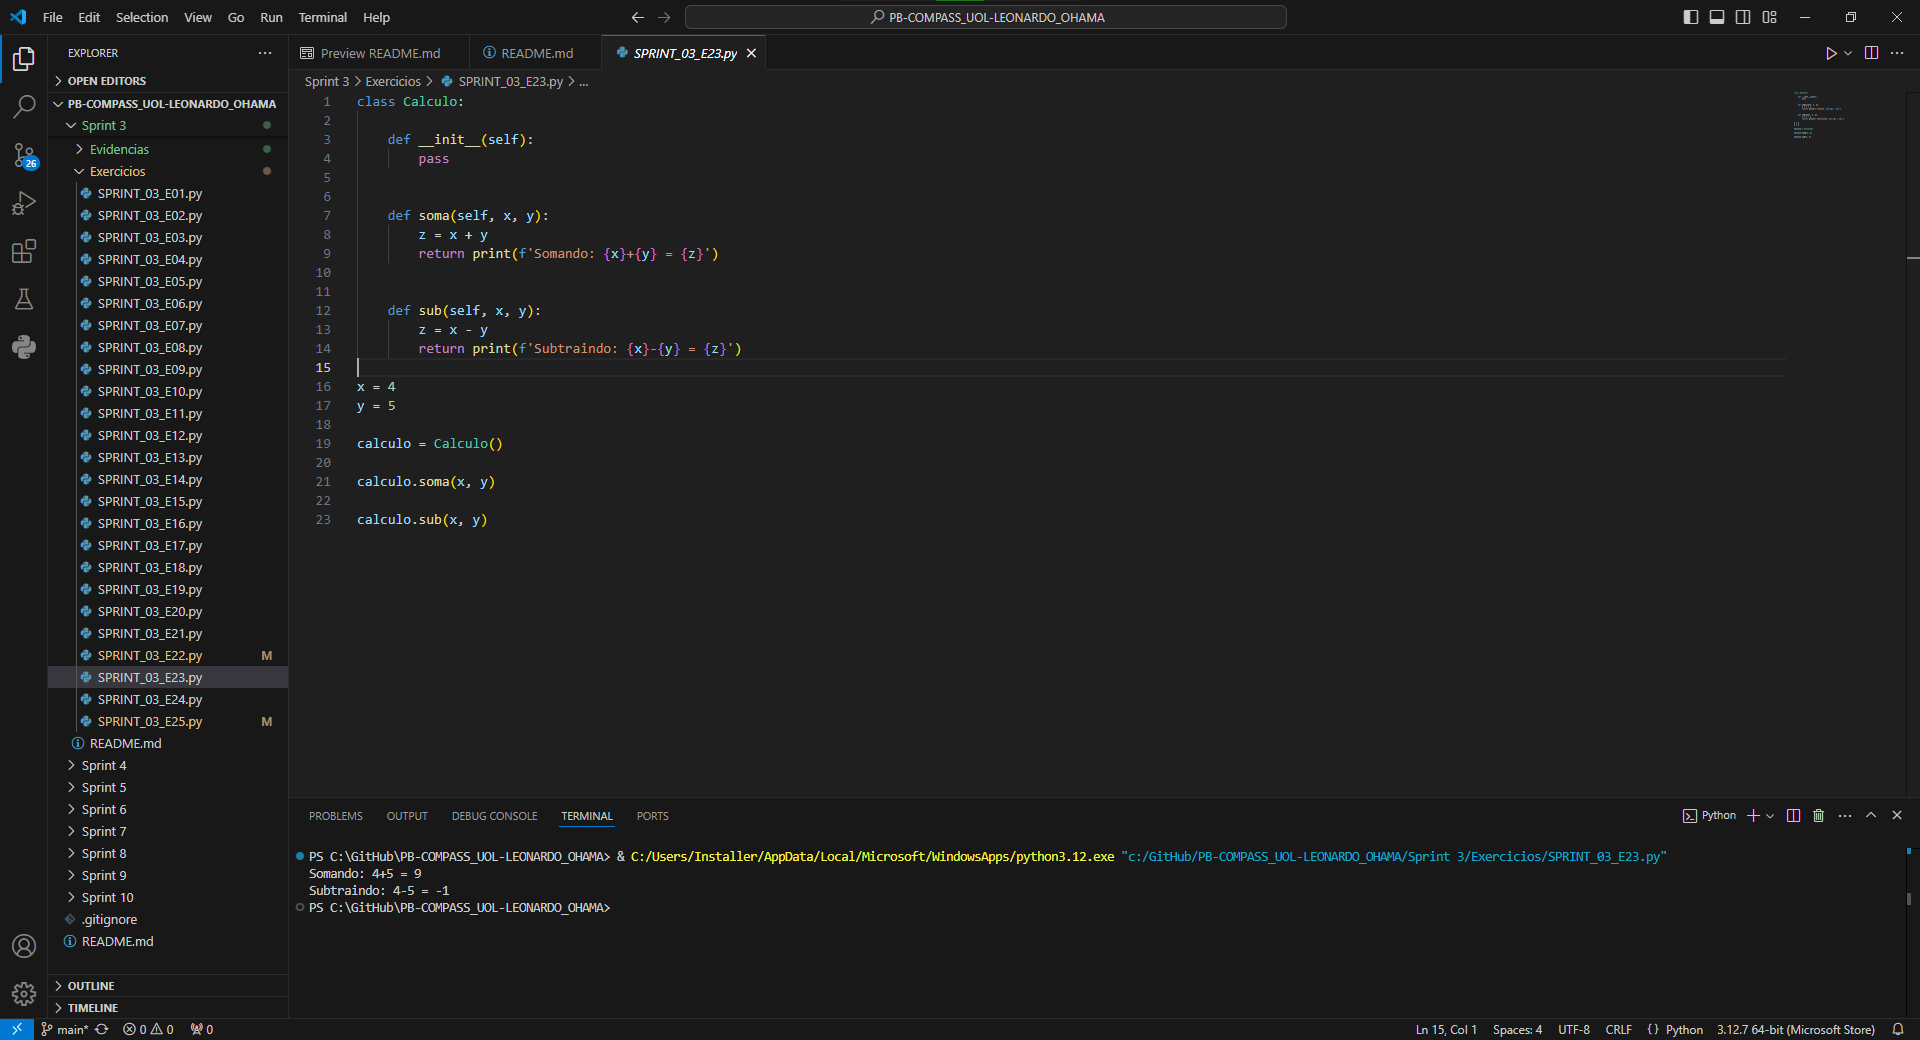 File Edit Selection View Go Run Terminal Help
PB-COMPASS_UOL-LEONARDO_OHAMA
EXPLORER
OPEN EDITORS
PB-COMPASS_UOL-LEONARDO_OHAMA
Sprint 3
Evidencias
Exercicios
SPRINT_03_E01.py
SPRINT_03_E02.py
SPRINT_03_E03.py
SPRINT_03_E04.py
SPRINT_03_E05.py
SPRINT_03_E06.py
SPRINT_03_E07.py
SPRINT_03_E08.py
SPRINT_03_E09.py
SPRINT_03_E10.py
SPRINT_03_E11.py
SPRINT_03_E12.py
SPRINT_03_E13.py
SPRINT_03_E14.py
SPRINT_03_E15.py
SPRINT_03_E16.py
SPRINT_03_E17.py
SPRINT_03_E18.py
SPRINT_03_E19.py
SPRINT_03_E20.py
SPRINT_03_E21.py
SPRINT_03_E22.py M
SPRINT_03_E23.py
SPRINT_03_E24.py
SPRINT_03_E25.py M
README.md
Sprint 4
Sprint 5
Sprint 6
Sprint 7
Sprint 8
Sprint 9
Sprint 10
.gitignore
README.md
OUTLINE
TIMELINE
26
Preview README.md README.md SPRINT_03_E23.py
Sprint 3 > Exercicios > SPRINT_03_E23.py > ...
1 class Calculo:
2
3 def __init__(self):
4 pass
5
6
7 def soma(self, x, y):
8 z = x + y
9 return print(f'Somando: {x}+{y} = {z}')
10
11
12 def sub(self, x, y):
13 z = x - y
14 return print(f'Subtraindo: {x}-{y} = {z}')
15
16 x = 4
17 y = 5
18
19 calculo = Calculo()
20
21 calculo.soma(x, y)
22
23 calculo.sub(x, y)
PROBLEMS OUTPUT DEBUG CONSOLE TERMINAL PORTS
Python
PS C:\GitHub\PB-COMPASS_UOL-LEONARDO_OHAMA> & C:/Users/Installer/AppData/Local/Microsoft/WindowsApps/python3.12.exe "c:/GitHub/PB-COMPASS_UOL-LEONARDO_OHAMA/Sprint 3/Exercicios/SPRINT_03_E23.py"
Somando: 4+5 = 9
Subtraindo: 4-5 = -1
PS C:\GitHub\PB-COMPASS_UOL-LEONARDO_OHAMA>
main* 0 0 0
Ln 15, Col 1 Spaces: 4 UTF-8 CRLF {} Python 3.12.7 64-bit (Microsoft Store)